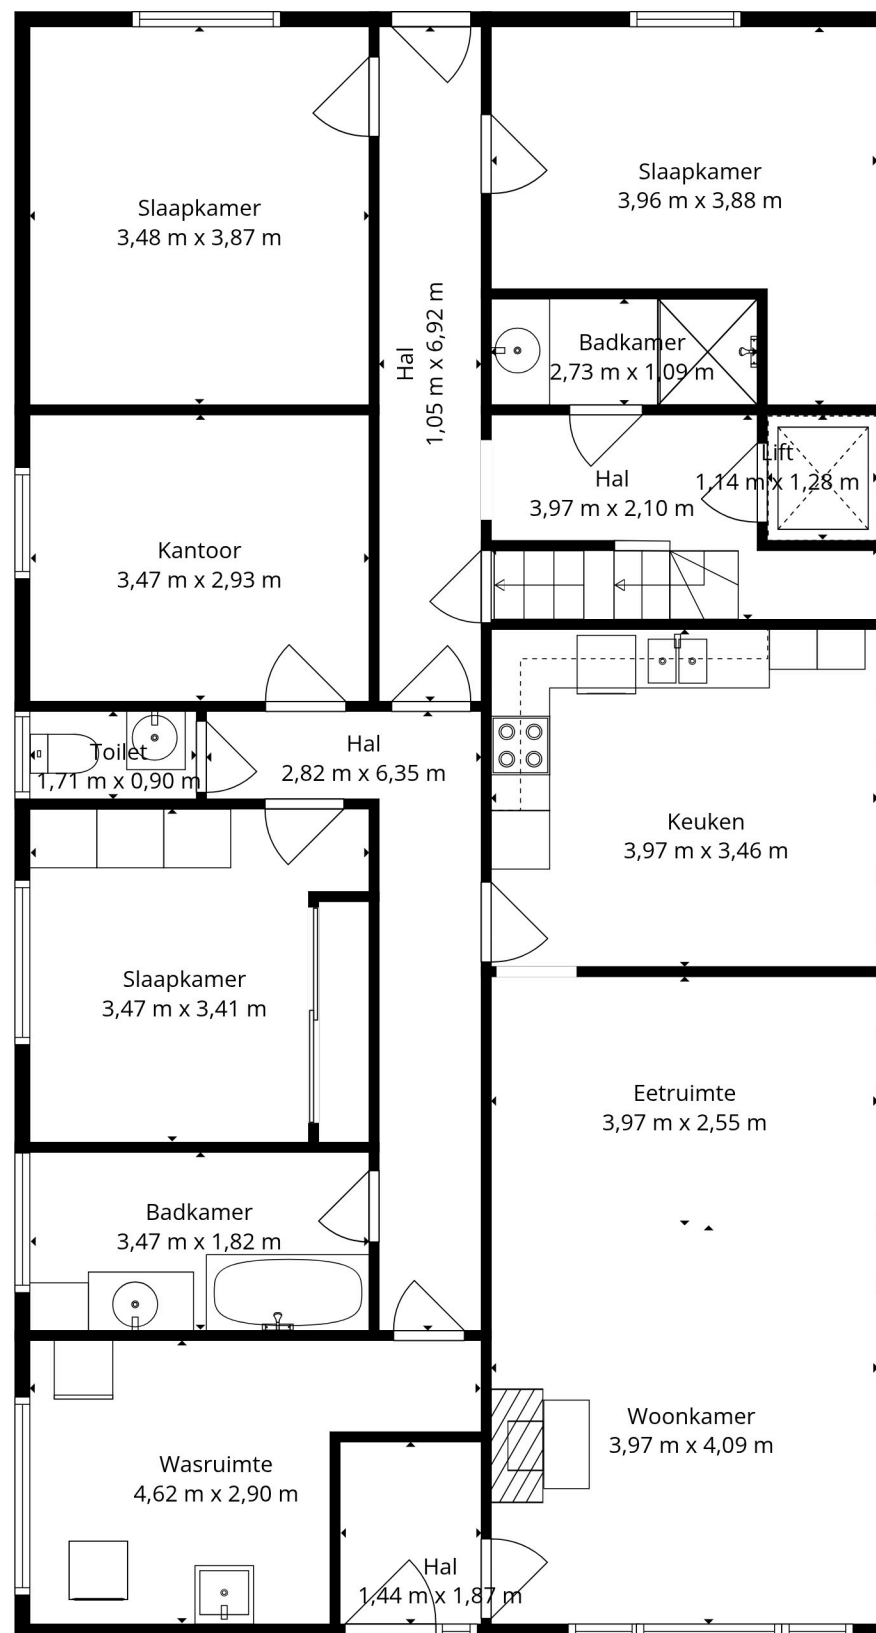 Slaapkamer
3,48 m x 3,87 m
Slaapkamer
3,96 m x 3,88 m
Hal
1,05 m x 6,92 m
Badkamer
2,73 m x 1,09 m
Lift
1,14 m x 1,28 m
Hal
3,97 m x 2,10 m
Kantoor
3,47 m x 2,93 m
Toilet
1,71 m x 0,90 m
Hal
2,82 m x 6,35 m
Keuken
3,97 m x 3,46 m
Slaapkamer
3,47 m x 3,41 m
Eetruimte
3,97 m x 2,55 m
Badkamer
3,47 m x 1,82 m
Woonkamer
3,97 m x 4,09 m
Wasruimte
4,62 m x 2,90 m
Hal
1,44 m x 1,87 m